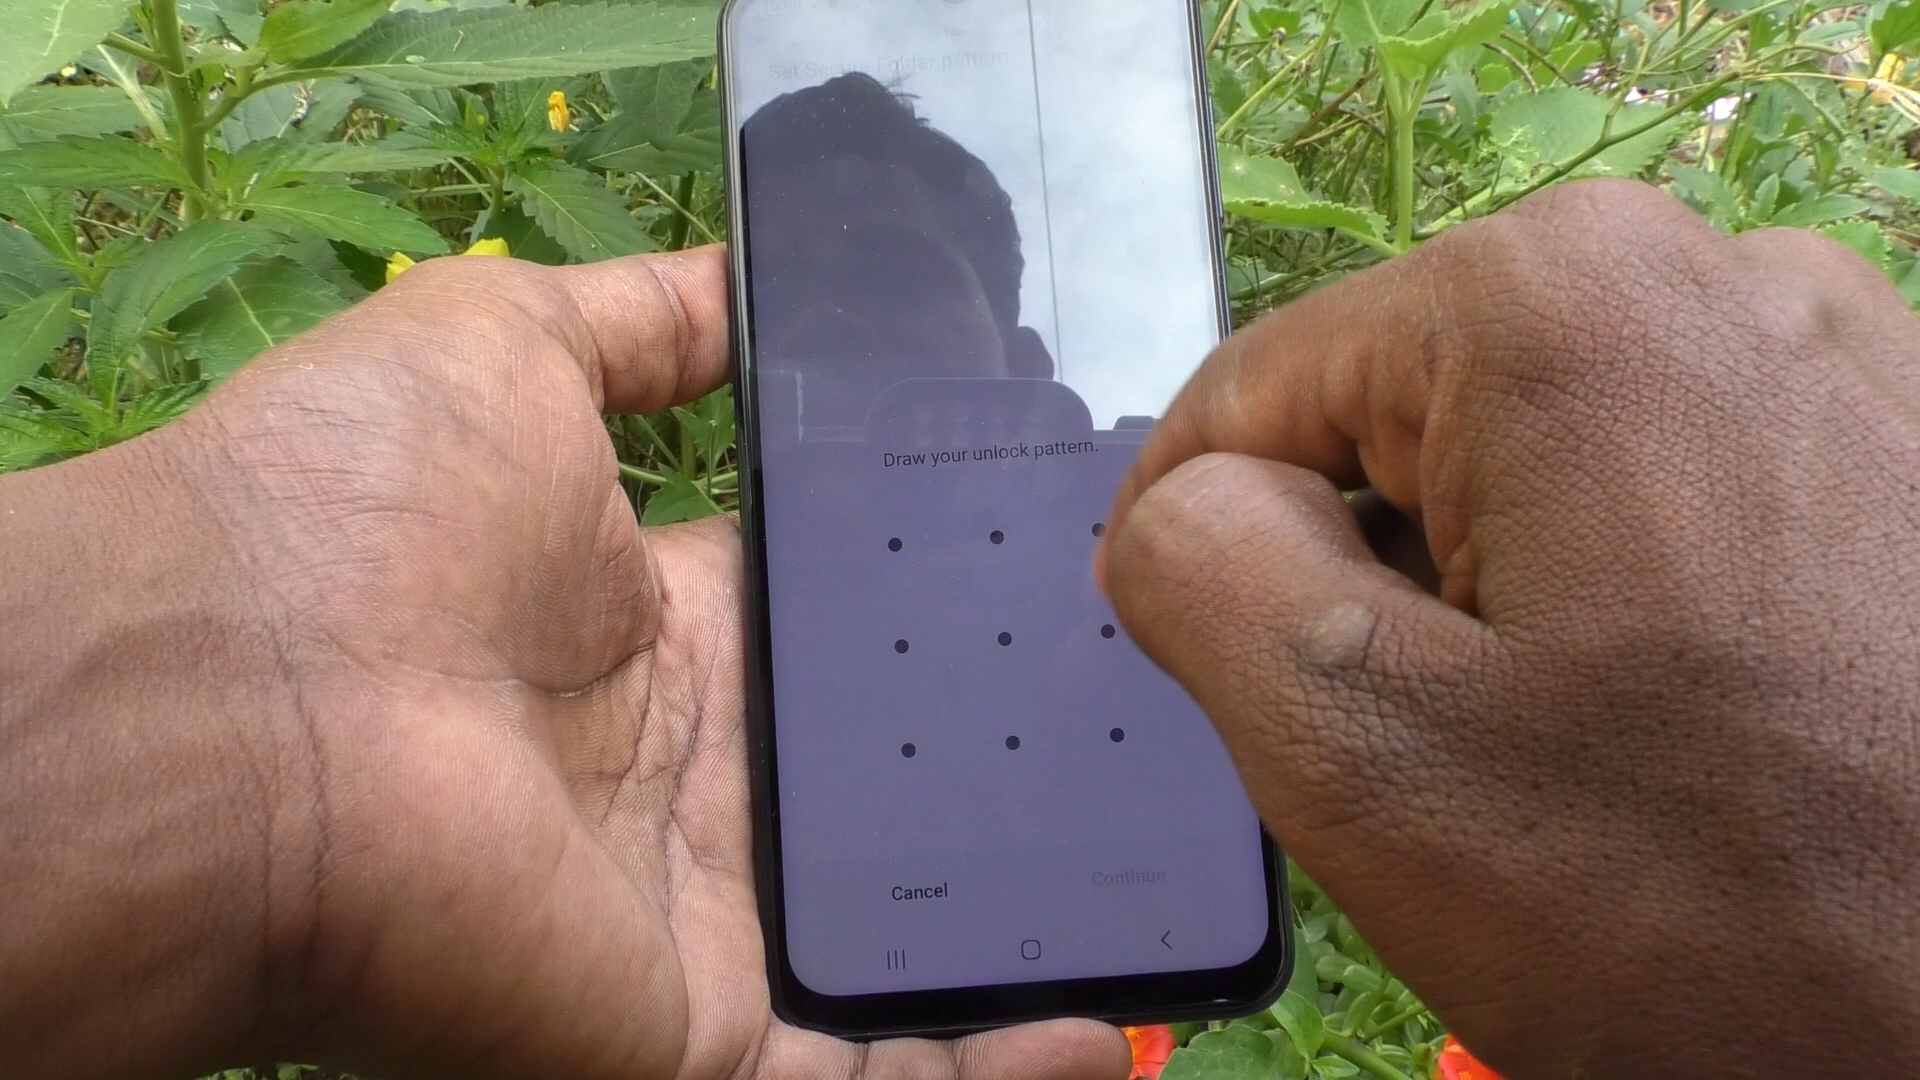 Set Secure Folder pattern
Draw your unlock pattern.
Cancel
Continue